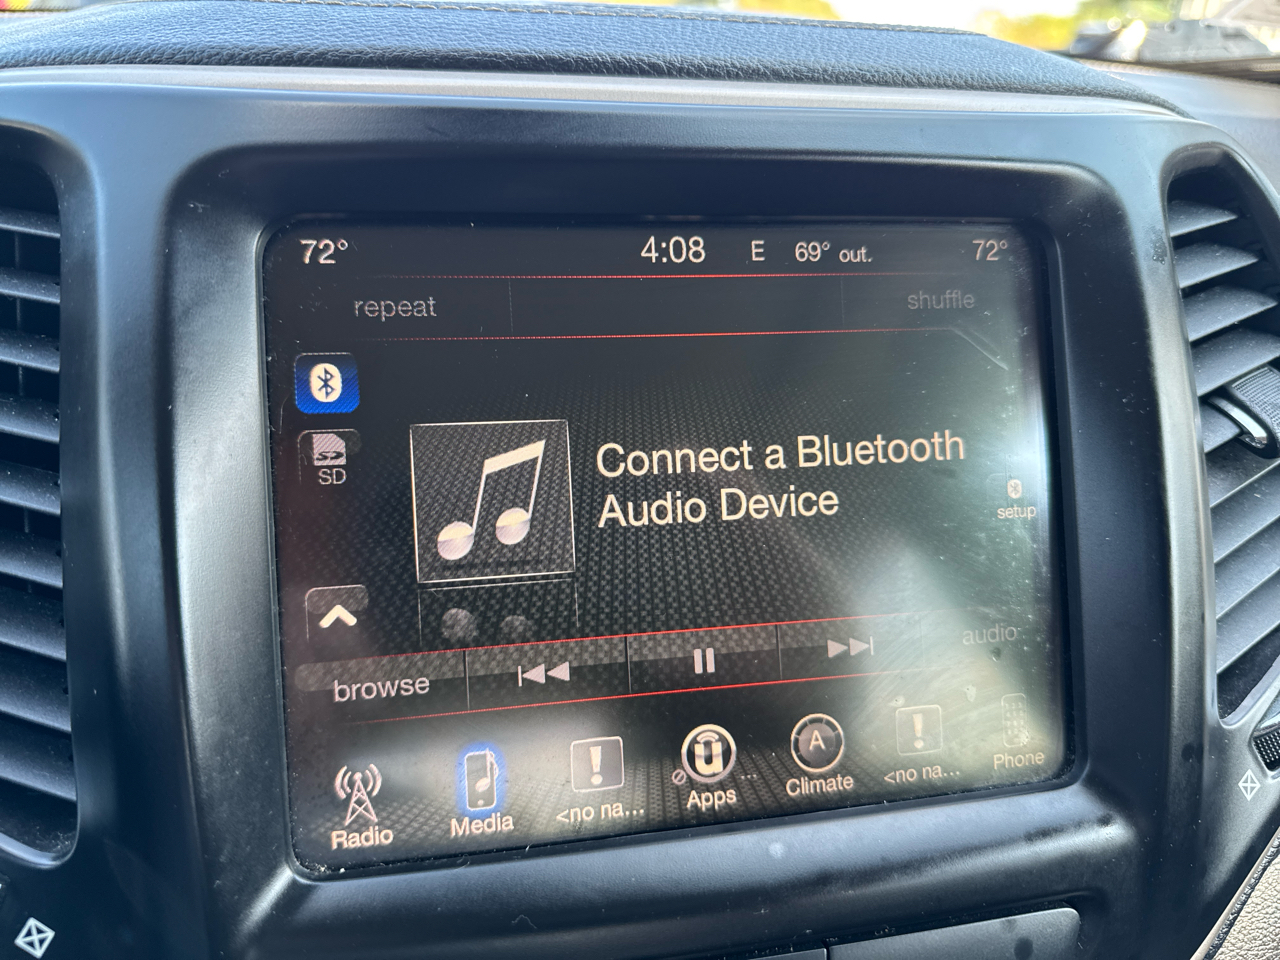 72° 4:08 E 69° out. 72°
repeat shuffle
SD
Connect a Bluetooth
Audio Device
setup
browse audio
Radio Media <no na... Apps ... A Climate <no na... Phone